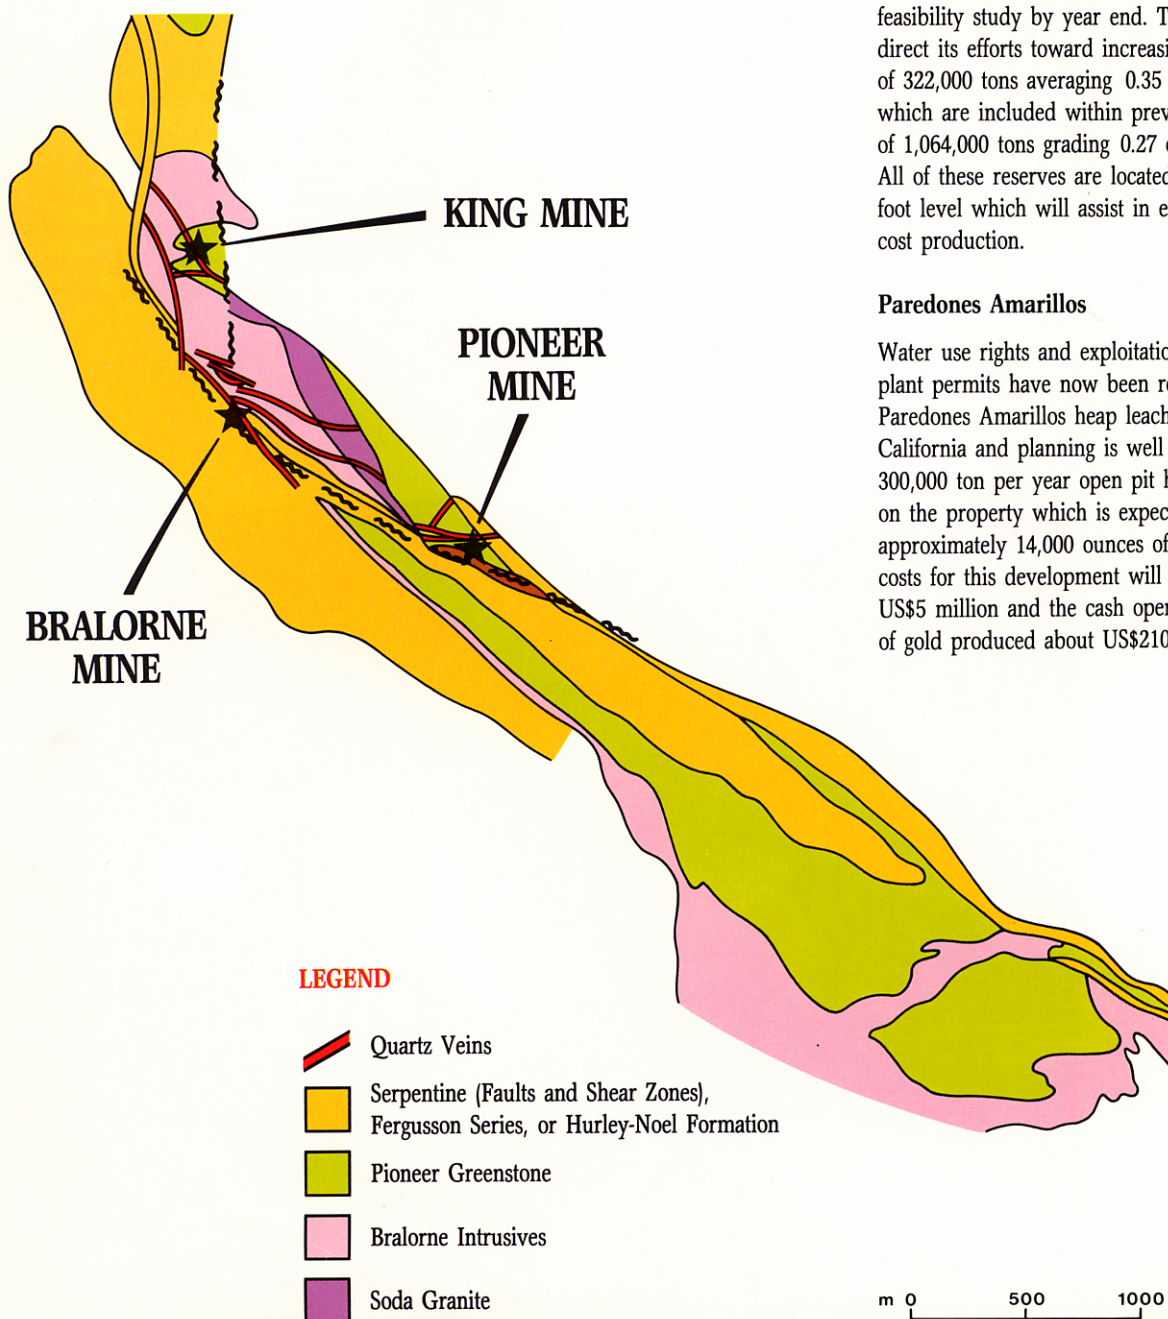 feasibility study by year end. T
direct its efforts toward increasi
of 322,000 tons averaging 0.35
which are included within prev
of 1,064,000 tons grading 0.27
All of these reserves are located
foot level which will assist in e
cost production.
Paredones Amarillos
Water use rights and exploitatio
plant permits have now been re
Paredones Amarillos heap leach
California and planning is well
300,000 ton per year open pit h
on the property which is expec
approximately 14,000 ounces of
costs for this development will
US$5 million and the cash oper
of gold produced about US$210
KING MINE
PIONEER
MINE
BRALORNE
MINE
LEGEND
Quartz Veins
Serpentine (Faults and Shear Zones),
Fergusson Series, or Hurley-Noel Formation
Pioneer Greenstone
Bralorne Intrusives
Soda Granite
m 0 500 1000